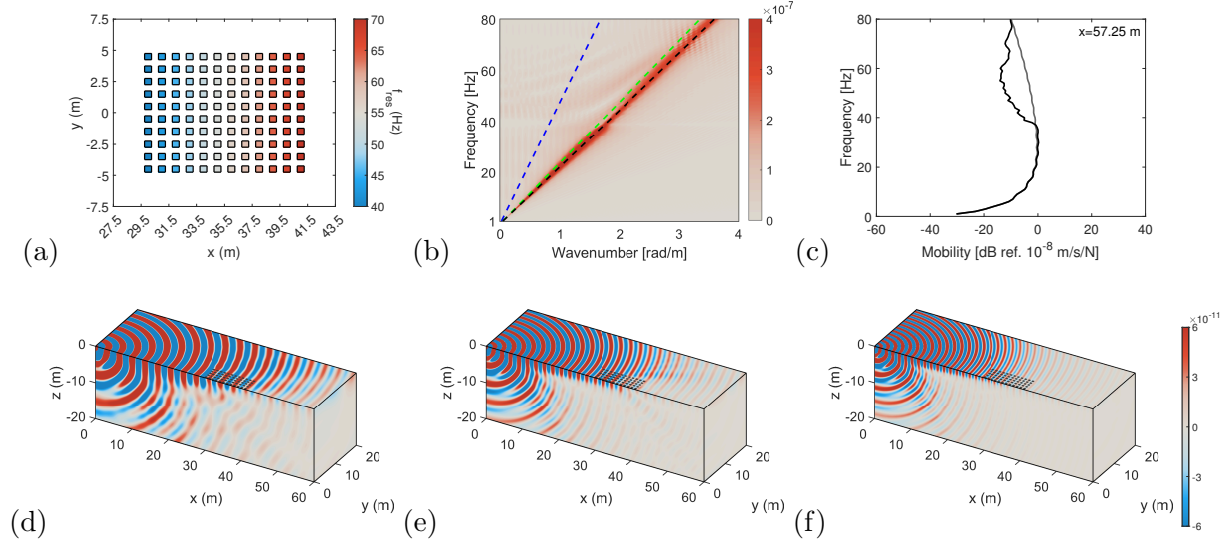 7.5
5
2.5
0
-2.5
-5
-7.5
y (m)
27.5 29.5 31.5 33.5 35.5 37.5 39.5 41.5 43.5
x (m)
70
65
60
55
50
45
40
f_res (Hz)
(a)
80
60
40
20
1
Frequency [Hz]
0 1 2 3 4
Wavenumber [rad/m]
×10^-7
4
3
2
1
0
(b)
80
60
40
20
0
Frequency [Hz]
x=57.25 m
-60 -40 -20 0 20 40
Mobility [dB ref. 10^-8 m/s/N]
(c)
0
-10
-20
z (m)
0 10 20 30 40 50 60
x (m)
0 10 20
y (m)
(d)
0
-10
-20
z (m)
0 10 20 30 40 50 60
x (m)
0 10 20
y (m)
(e)
0
-10
-20
z (m)
0 10 20 30 40 50 60
x (m)
0 10 20
y (m)
(f)
×10^-11
6
4
2
0
-2
-4
-6